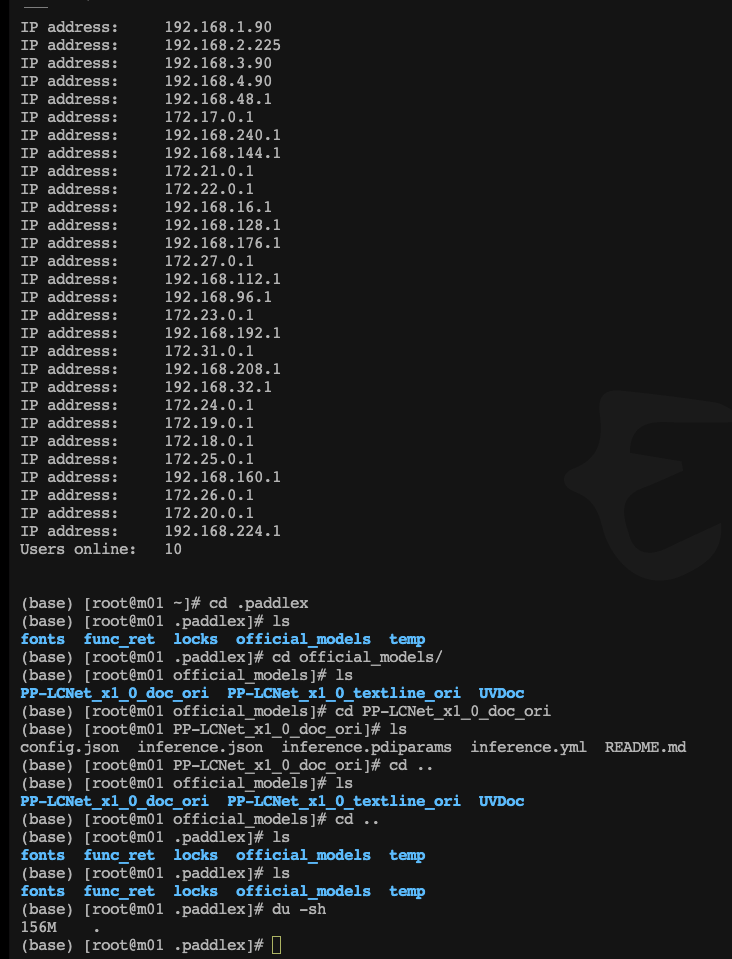 IP address:     192.168.1.90
IP address:     192.168.2.225
IP address:     192.168.3.90
IP address:     192.168.4.90
IP address:     192.168.48.1
IP address:     172.17.0.1
IP address:     192.168.240.1
IP address:     192.168.144.1
IP address:     172.21.0.1
IP address:     172.22.0.1
IP address:     192.168.16.1
IP address:     192.168.128.1
IP address:     192.168.176.1
IP address:     172.27.0.1
IP address:     192.168.112.1
IP address:     192.168.96.1
IP address:     172.23.0.1
IP address:     192.168.192.1
IP address:     172.31.0.1
IP address:     192.168.208.1
IP address:     192.168.32.1
IP address:     172.24.0.1
IP address:     172.19.0.1
IP address:     172.18.0.1
IP address:     172.25.0.1
IP address:     192.168.160.1
IP address:     172.26.0.1
IP address:     172.20.0.1
IP address:     192.168.224.1
Users online:   10
(base) [root@m01 ~]# cd .paddlex
(base) [root@m01 .paddlex]# ls
fonts  func_ret  locks  official_models  temp
(base) [root@m01 .paddlex]# cd official_models/
(base) [root@m01 official_models]# ls
PP-LCNet_x1_0_doc_ori  PP-LCNet_x1_0_textline_ori  UVDoc
(base) [root@m01 official_models]# cd PP-LCNet_x1_0_doc_ori
(base) [root@m01 PP-LCNet_x1_0_doc_ori]# ls
config.json  inference.json  inference.pdiparams  inference.yml  README.md
(base) [root@m01 PP-LCNet_x1_0_doc_ori]# cd ..
(base) [root@m01 official_models]# ls
PP-LCNet_x1_0_doc_ori  PP-LCNet_x1_0_textline_ori  UVDoc
(base) [root@m01 official_models]# cd ..
(base) [root@m01 .paddlex]# ls
fonts  func_ret  locks  official_models  temp
(base) [root@m01 .paddlex]# ls
fonts  func_ret  locks  official_models  temp
(base) [root@m01 .paddlex]# du -sh
156M    .
(base) [root@m01 .paddlex]#